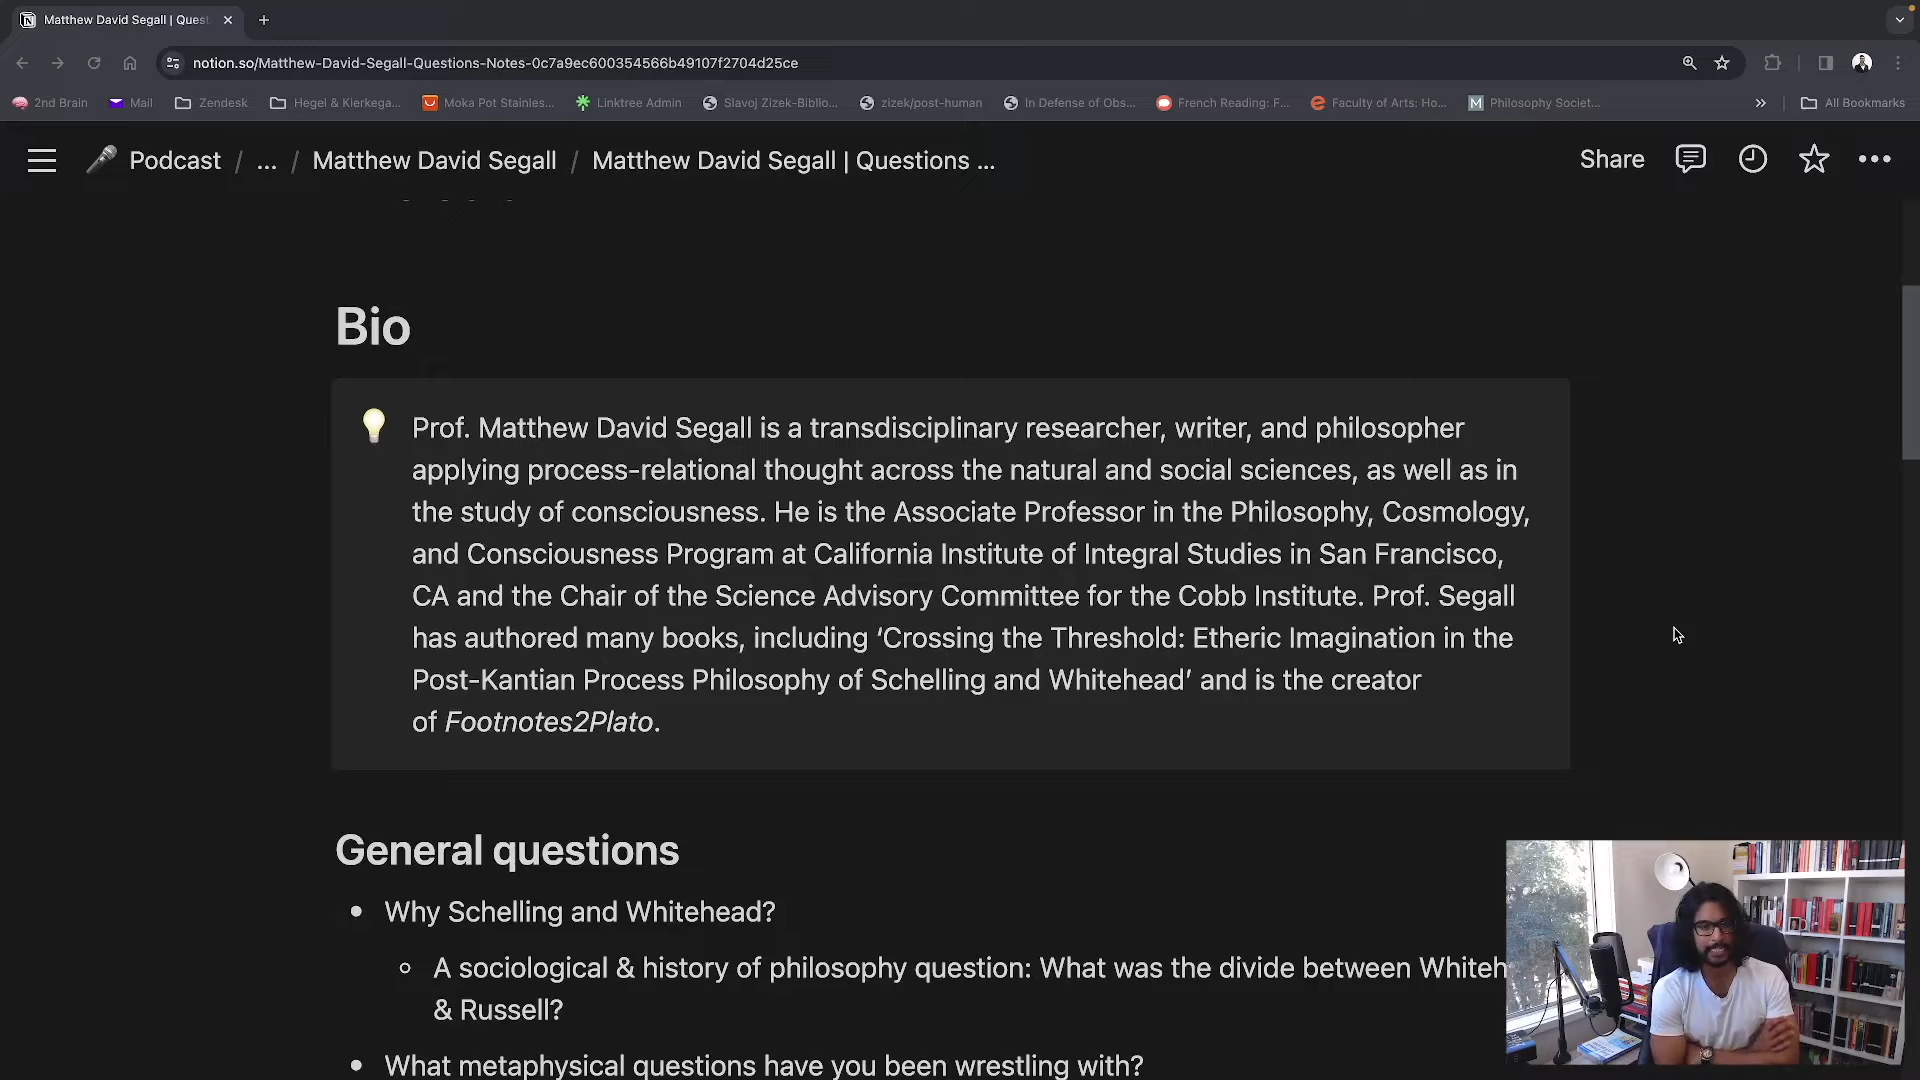 Matthew David Segall | Quest
notion.so/Matthew-David-Segall-Questions-Notes-0c7a9ec600354566b49107f2704d25ce
2nd Brain Mail Zendesk Hegel & Kierkega... Moka Pot Stainles... Linktree Admin Slavoj Zizek-Biblio... zizek/post-human In Defense of Obs... French Reading: F... Faculty of Arts: Ho... Philosophy Societ... » All Bookmarks
Podcast / ... / Matthew David Segall / Matthew David Segall | Questions ... Share
Bio
Prof. Matthew David Segall is a transdisciplinary researcher, writer, and philosopher
applying process-relational thought across the natural and social sciences, as well as in
the study of consciousness. He is the Associate Professor in the Philosophy, Cosmology,
and Consciousness Program at California Institute of Integral Studies in San Francisco,
CA and the Chair of the Science Advisory Committee for the Cobb Institute. Prof. Segall
has authored many books, including ‘Crossing the Threshold: Etheric Imagination in the
Post-Kantian Process Philosophy of Schelling and Whitehead’ and is the creator
of Footnotes2Plato.
General questions
• Why Schelling and Whitehead?
○ A sociological & history of philosophy question: What was the divide between Whiteh
& Russell?
• What metaphysical questions have you been wrestling with?